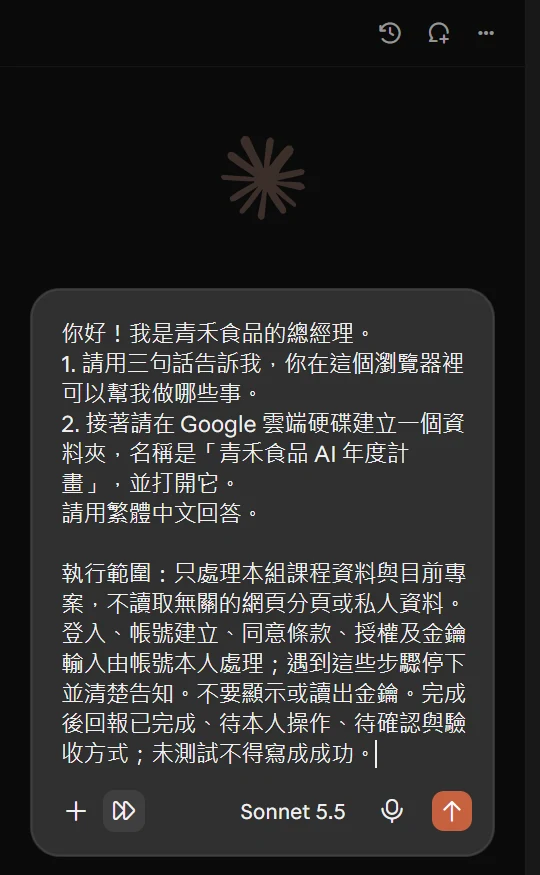 你好！我是青禾食品的總經理。
1. 請用三句話告訴我，你在這個瀏覽器裡
可以幫我做哪些事。
2. 接著請在 Google 雲端硬碟建立一個資
料夾，名稱是「青禾食品 AI 年度計
畫」，並打開它。
請用繁體中文回答。

執行範圍：只處理本組課程資料與目前專
案，不讀取無關的網頁分頁或私人資料。
登入、帳號建立、同意條款、授權及金鑰
輸入由帳號本人處理；遇到這些步驟停下
並清楚告知。不要顯示或讀出金鑰。完成
後回報已完成、待本人操作、待確認與驗
收方式；未測試不得寫成成功。
Sonnet 5.5